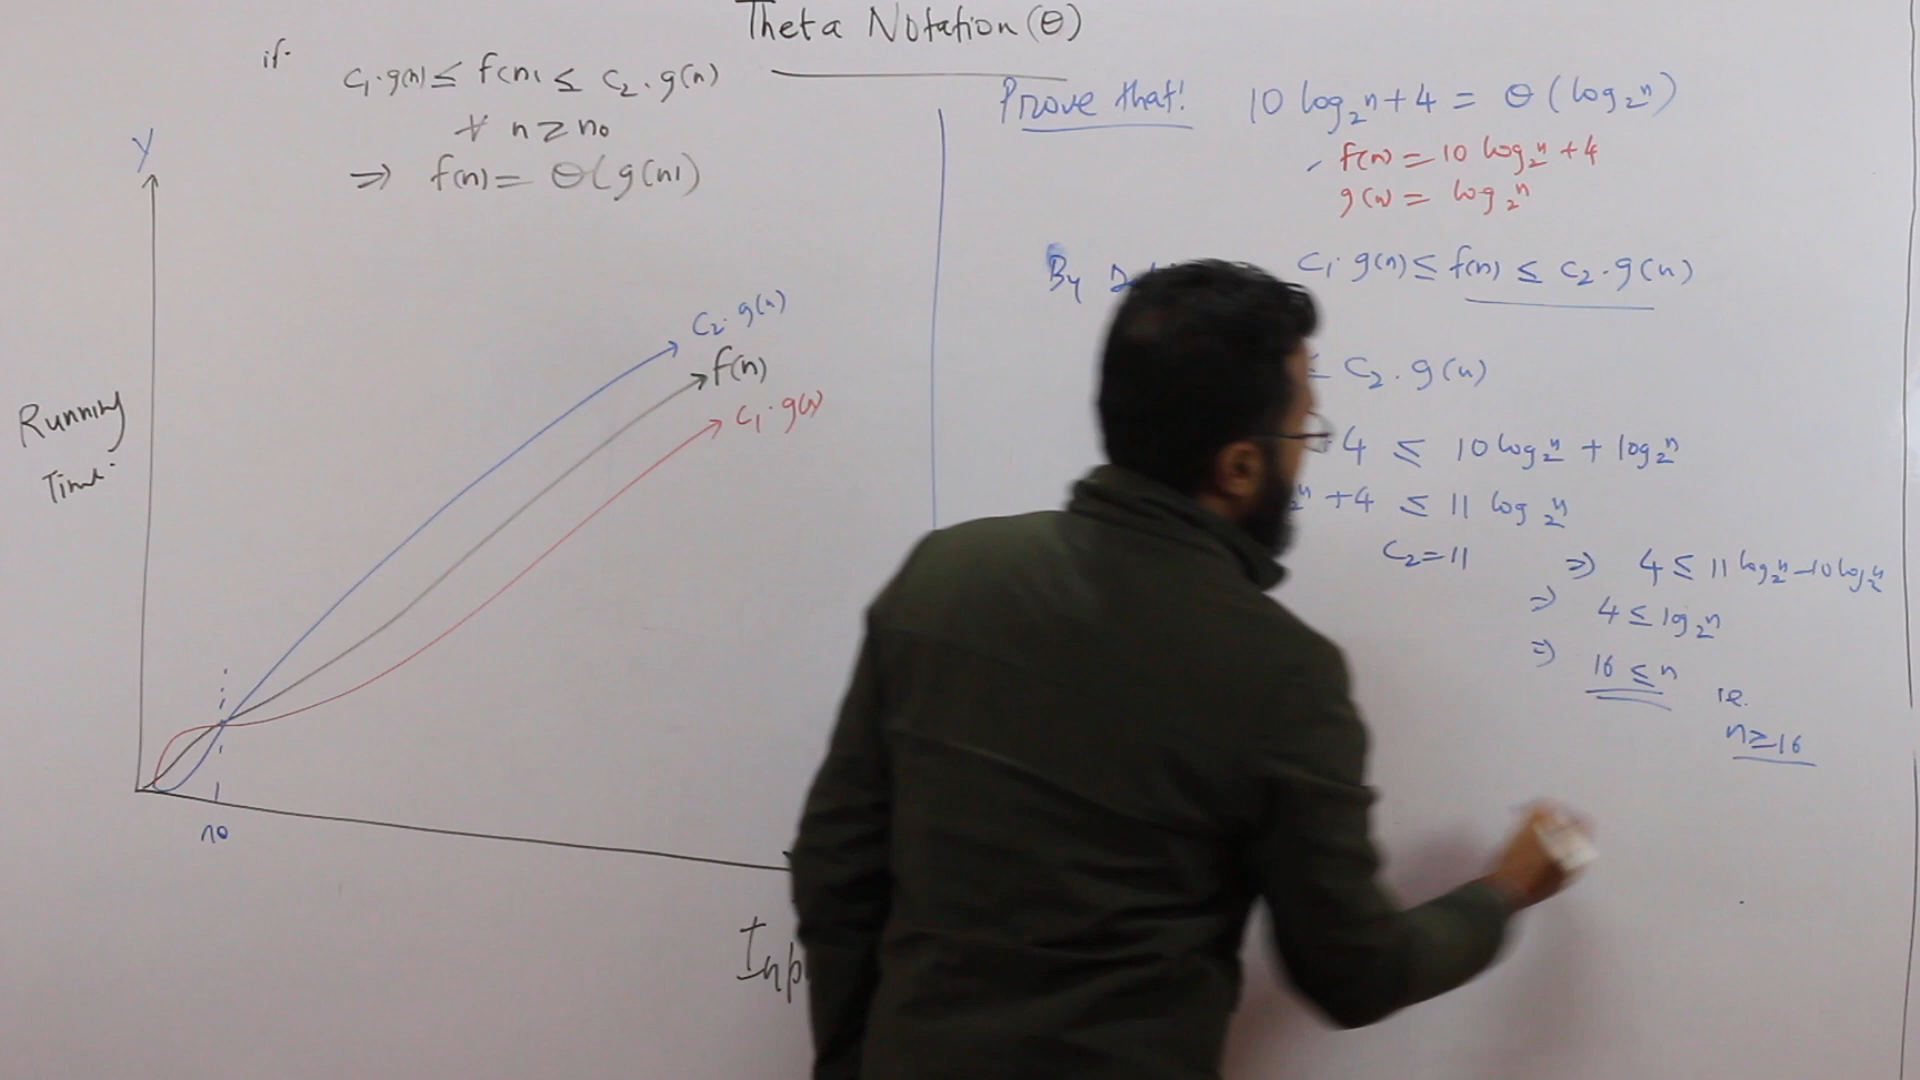 Theta Notation (θ)
if
C₁·g(n) ≤ f(n) ≤ C₂·g(n)
∀ n ≥ n₀
⇒ f(n) = θ(g(n))
Y
C₂·g(n)
f(n)
C₁·g(n)
Running
Time
n₀
Inp
Prove that! 10 log₂n + 4 = θ(log₂n)
f(n) = 10 log₂n + 4
g(n) = log₂n
By C₁·g(n) ≤ f(n) ≤ C₂·g(n)
C₂·g(n)
4 ≤ 10 log₂n + log₂n
+4 ≤ 11 log₂n
C₂=11
⇒ 4 ≤ 11 log₂n – 10 log₂n
⇒ 4 ≤ log₂n
⇒ 16 ≤ n ie.
n ≥ 16